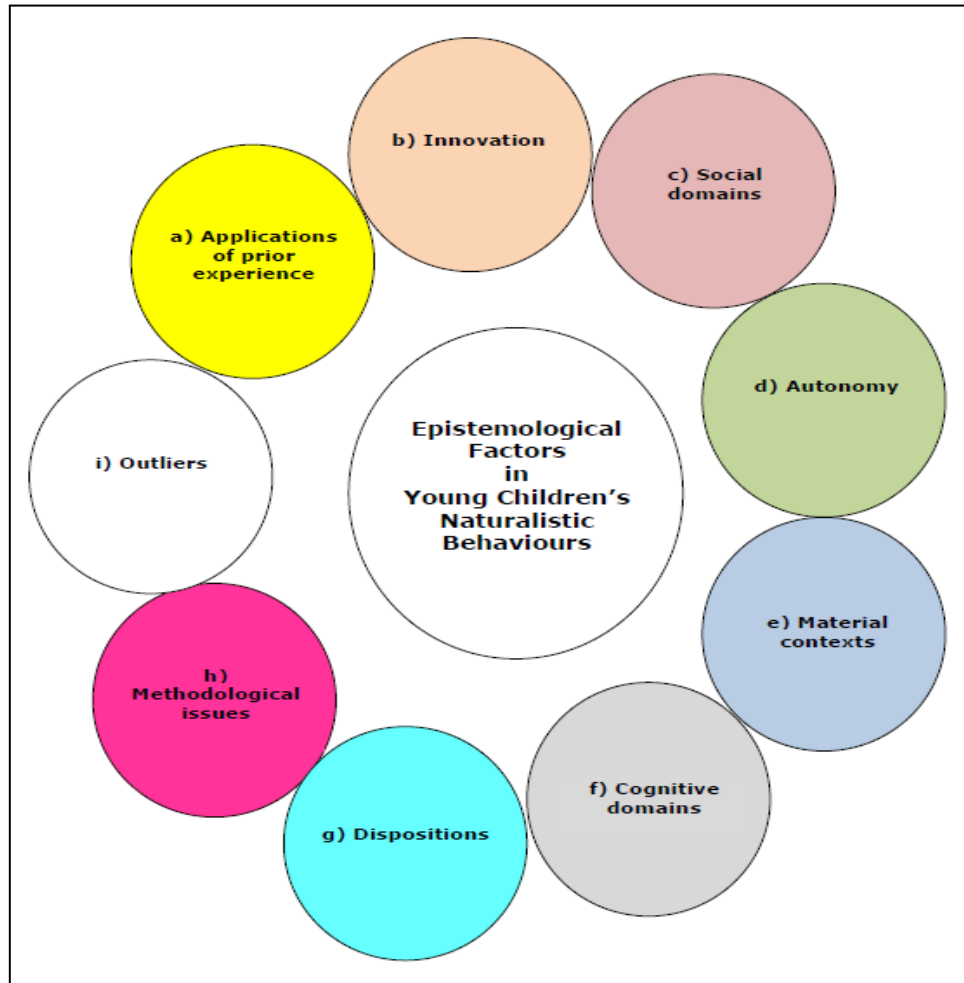 b) Innovation
c) Social
domains
a) Applications
of prior
experience
d) Autonomy
Epistemological
Factors
in
Young Children’s
Naturalistic
Behaviours
i) Outliers
e) Material
contexts
h)
Methodological
issues
f) Cognitive
domains
g) Dispositions